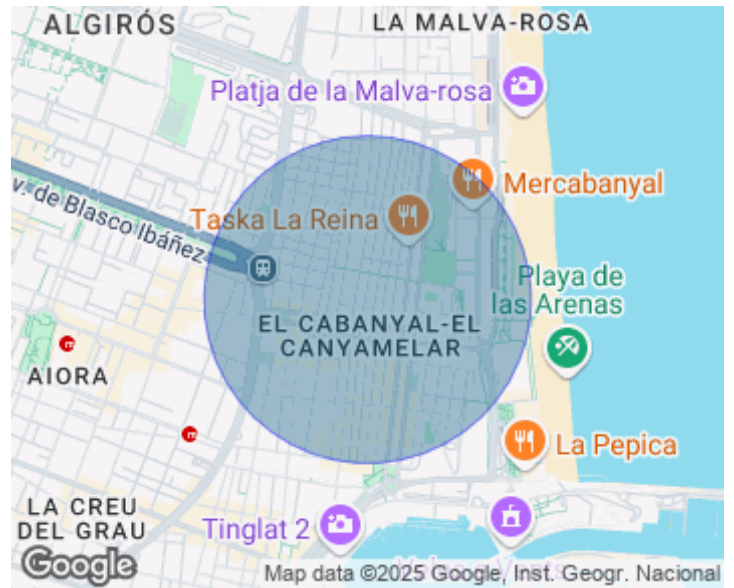 ALGIRÓS
LA MALVA-ROSA
Platja de la Malva-rosa
Mercabanyal
Taska La Reina
v. de Blasco Ibáñez
Playa de
las Arenas
EL CABANYAL-EL
CANYAMELAR
AIORA
La Pepica
LA CREU
DEL GRAU
Tinglat 2
Google
Map data ©2025 Google, Inst. Geogr. Nacional